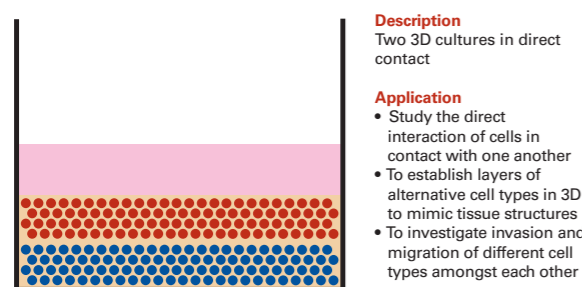 Description
Two 3D cultures in direct
contact
Application
• Study the direct
interaction of cells in
contact with one another
• To establish layers of
alternative cell types in 3D
to mimic tissue structures
• To investigate invasion and
migration of different cell
types amongst each other